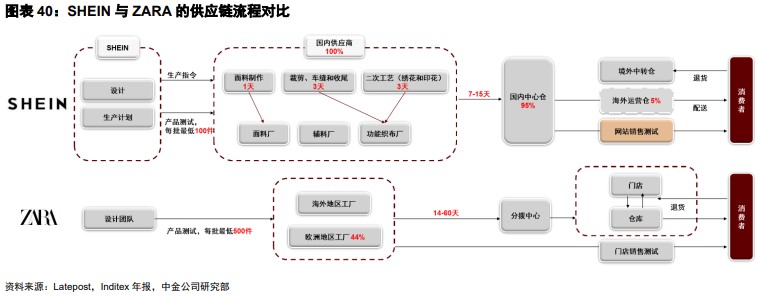 图表 40：SHEIN 与 ZARA 的供应链流程对比
SHEIN
SHEIN
设计
生产计划
生产指令
产品测试，
每批最低100件
国内供应商
100%
面料制作
1天
裁剪、车缝和收尾
3天
二次工艺（绣花和印花）
3天
面料厂
辅料厂
功能织布厂
7-15天
国内中心仓
95%
境外中转仓
海外运营仓5%
网站销售测试
退货
配送
消费者
ZARA
设计团队
产品测试，每批最低500件
海外地区工厂
欧洲地区工厂44%
14-60天
分拨中心
门店
仓库
退货
门店销售测试
消费者
资料来源：Latepost，Inditex 年报，中金公司研究部